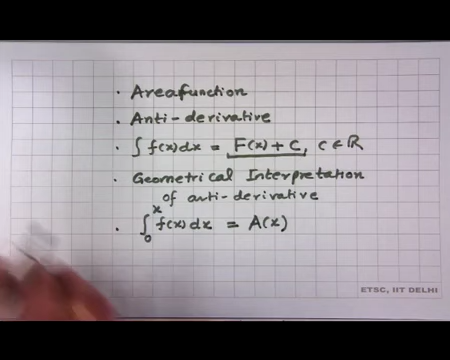 · Areafunction
· Anti-derivative
· ∫ f(x)dx = F(x) + C, c ∈ ℝ
· Geometrical Interpretation
of anti-derivative
· ∫₀ˣ f(x)dx = A(x)
ETSC, IIT DELHI